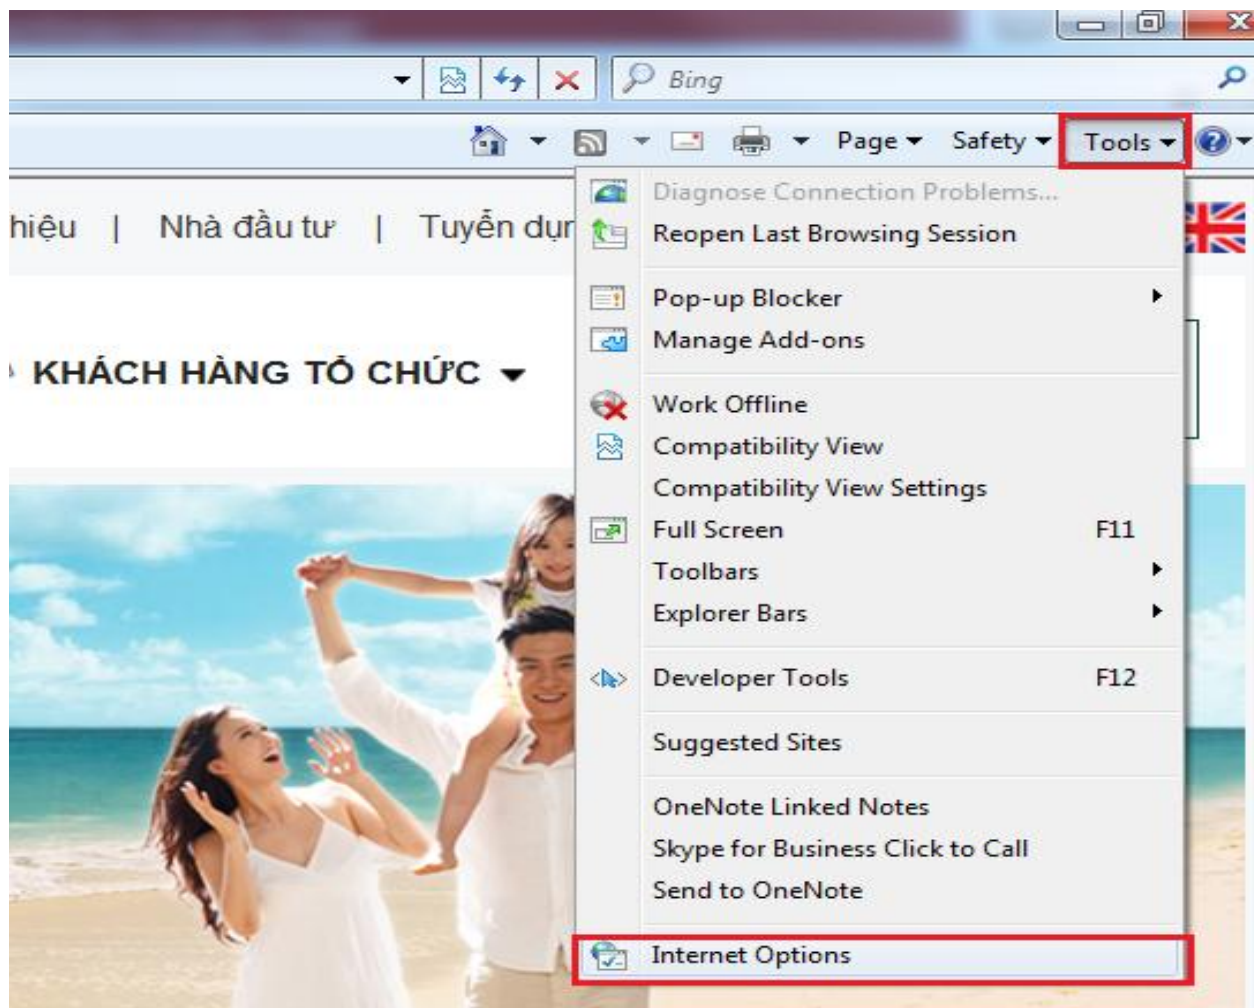 Bing
Page Safety Tools
hiệu | Nhà đầu tư | Tuyển dụn
KHÁCH HÀNG TỔ CHỨC
Diagnose Connection Problems...
Reopen Last Browsing Session
Pop-up Blocker
Manage Add-ons
Work Offline
Compatibility View
Compatibility View Settings
Full Screen F11
Toolbars
Explorer Bars
Developer Tools F12
Suggested Sites
OneNote Linked Notes
Skype for Business Click to Call
Send to OneNote
Internet Options